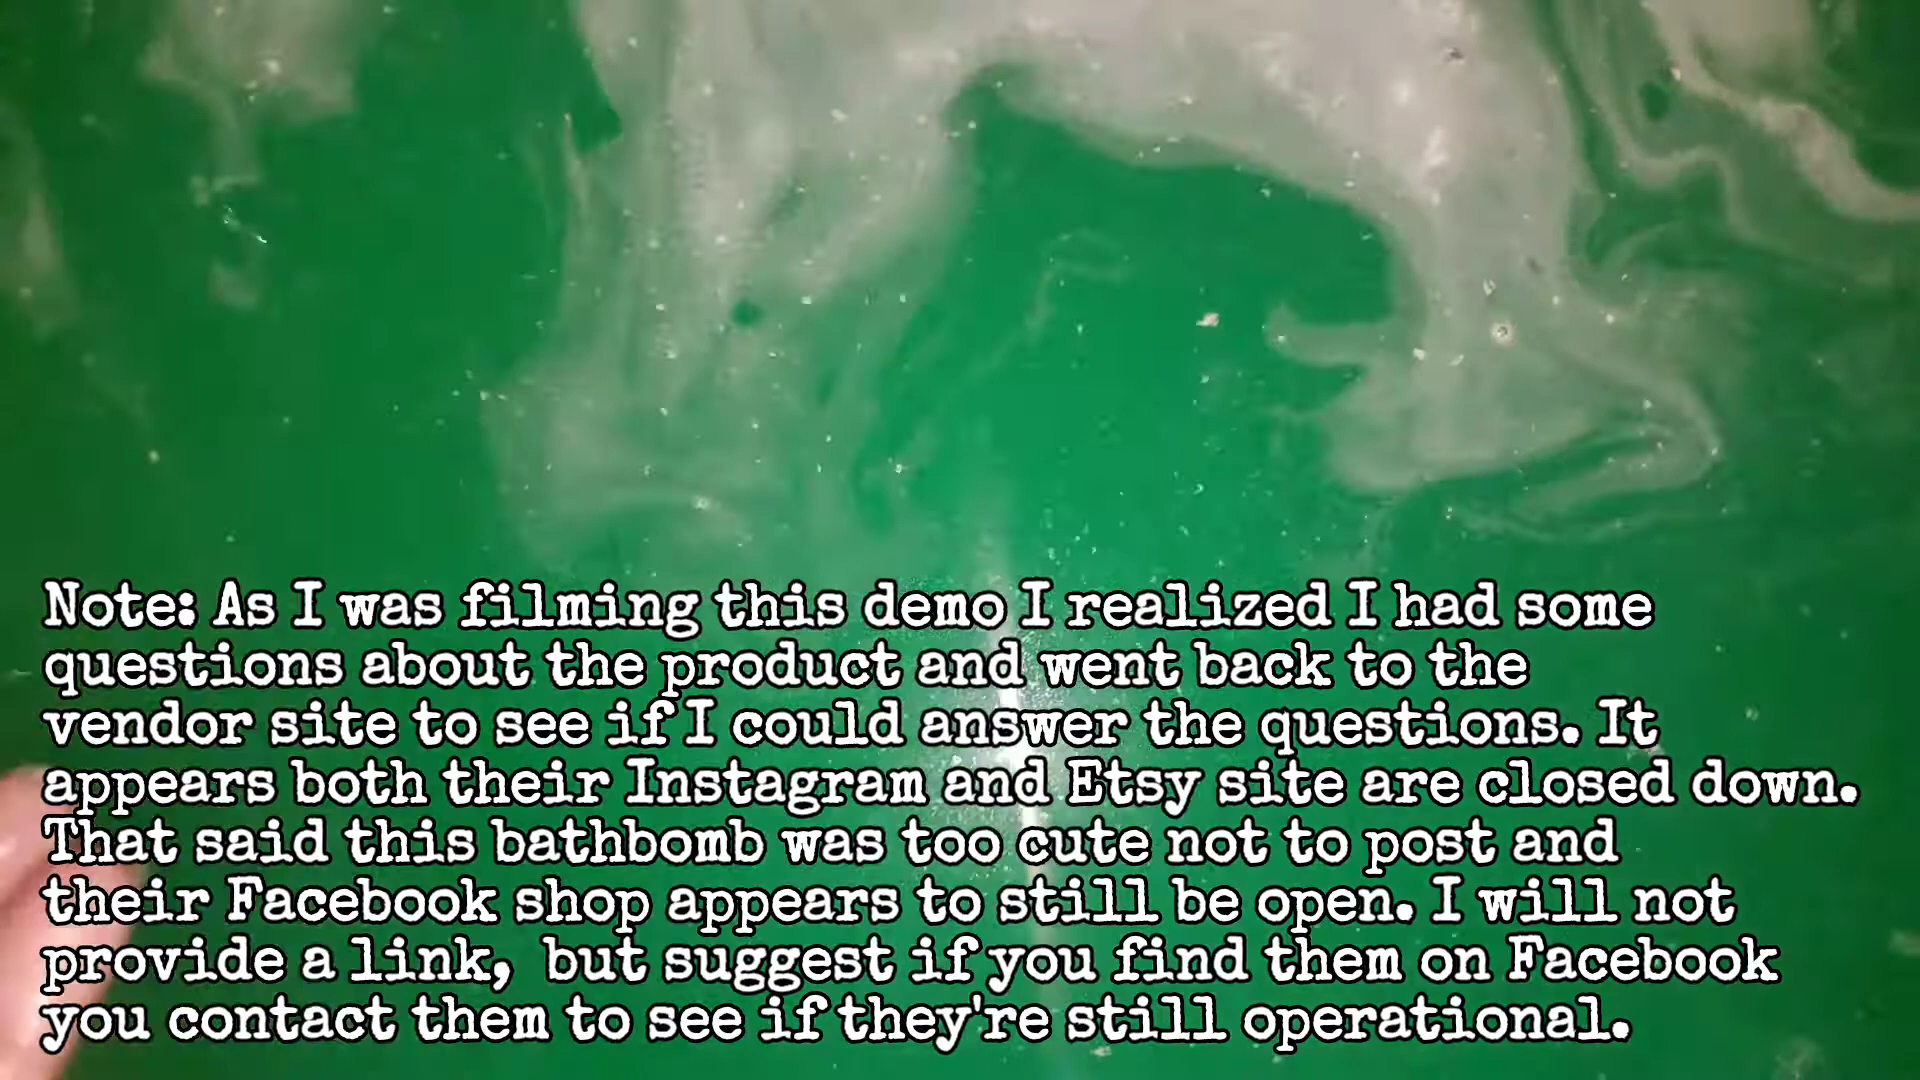 Note: As I was filming this demo I realized I had some
questions about the product and went back to the
vendor site to see if I could answer the questions. It
appears both their Instagram and Etsy site are closed down.
That said this bathbomb was too cute not to post and
their Facebook shop appears to still be open. I will not
provide a link, but suggest if you find them on Facebook
you contact them to see if they're still operational.